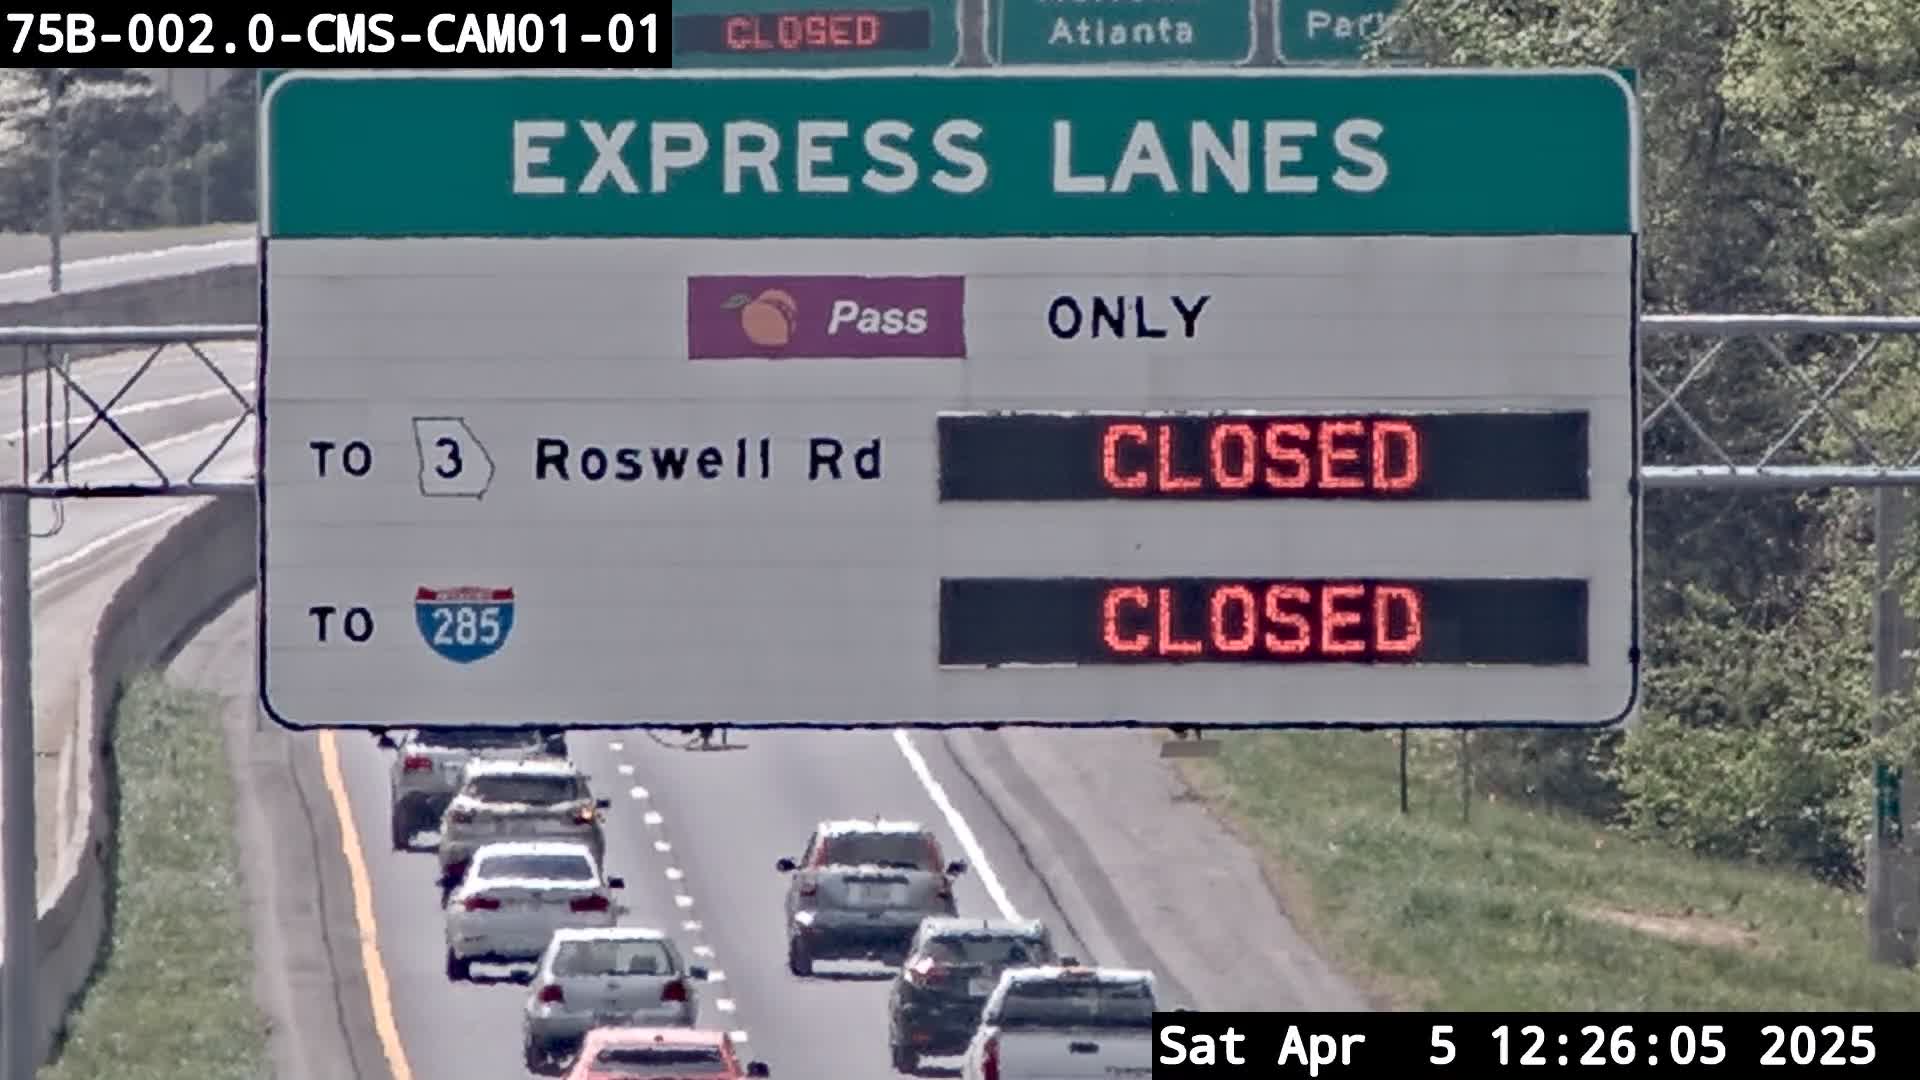 75B-002.0-CMS-CAM01-01
CLOSED
Atlanta
EXPRESS LANES
Pass ONLY
TO 3 Roswell Rd CLOSED
TO 285 CLOSED
Sat Apr 5 12:26:05 2025